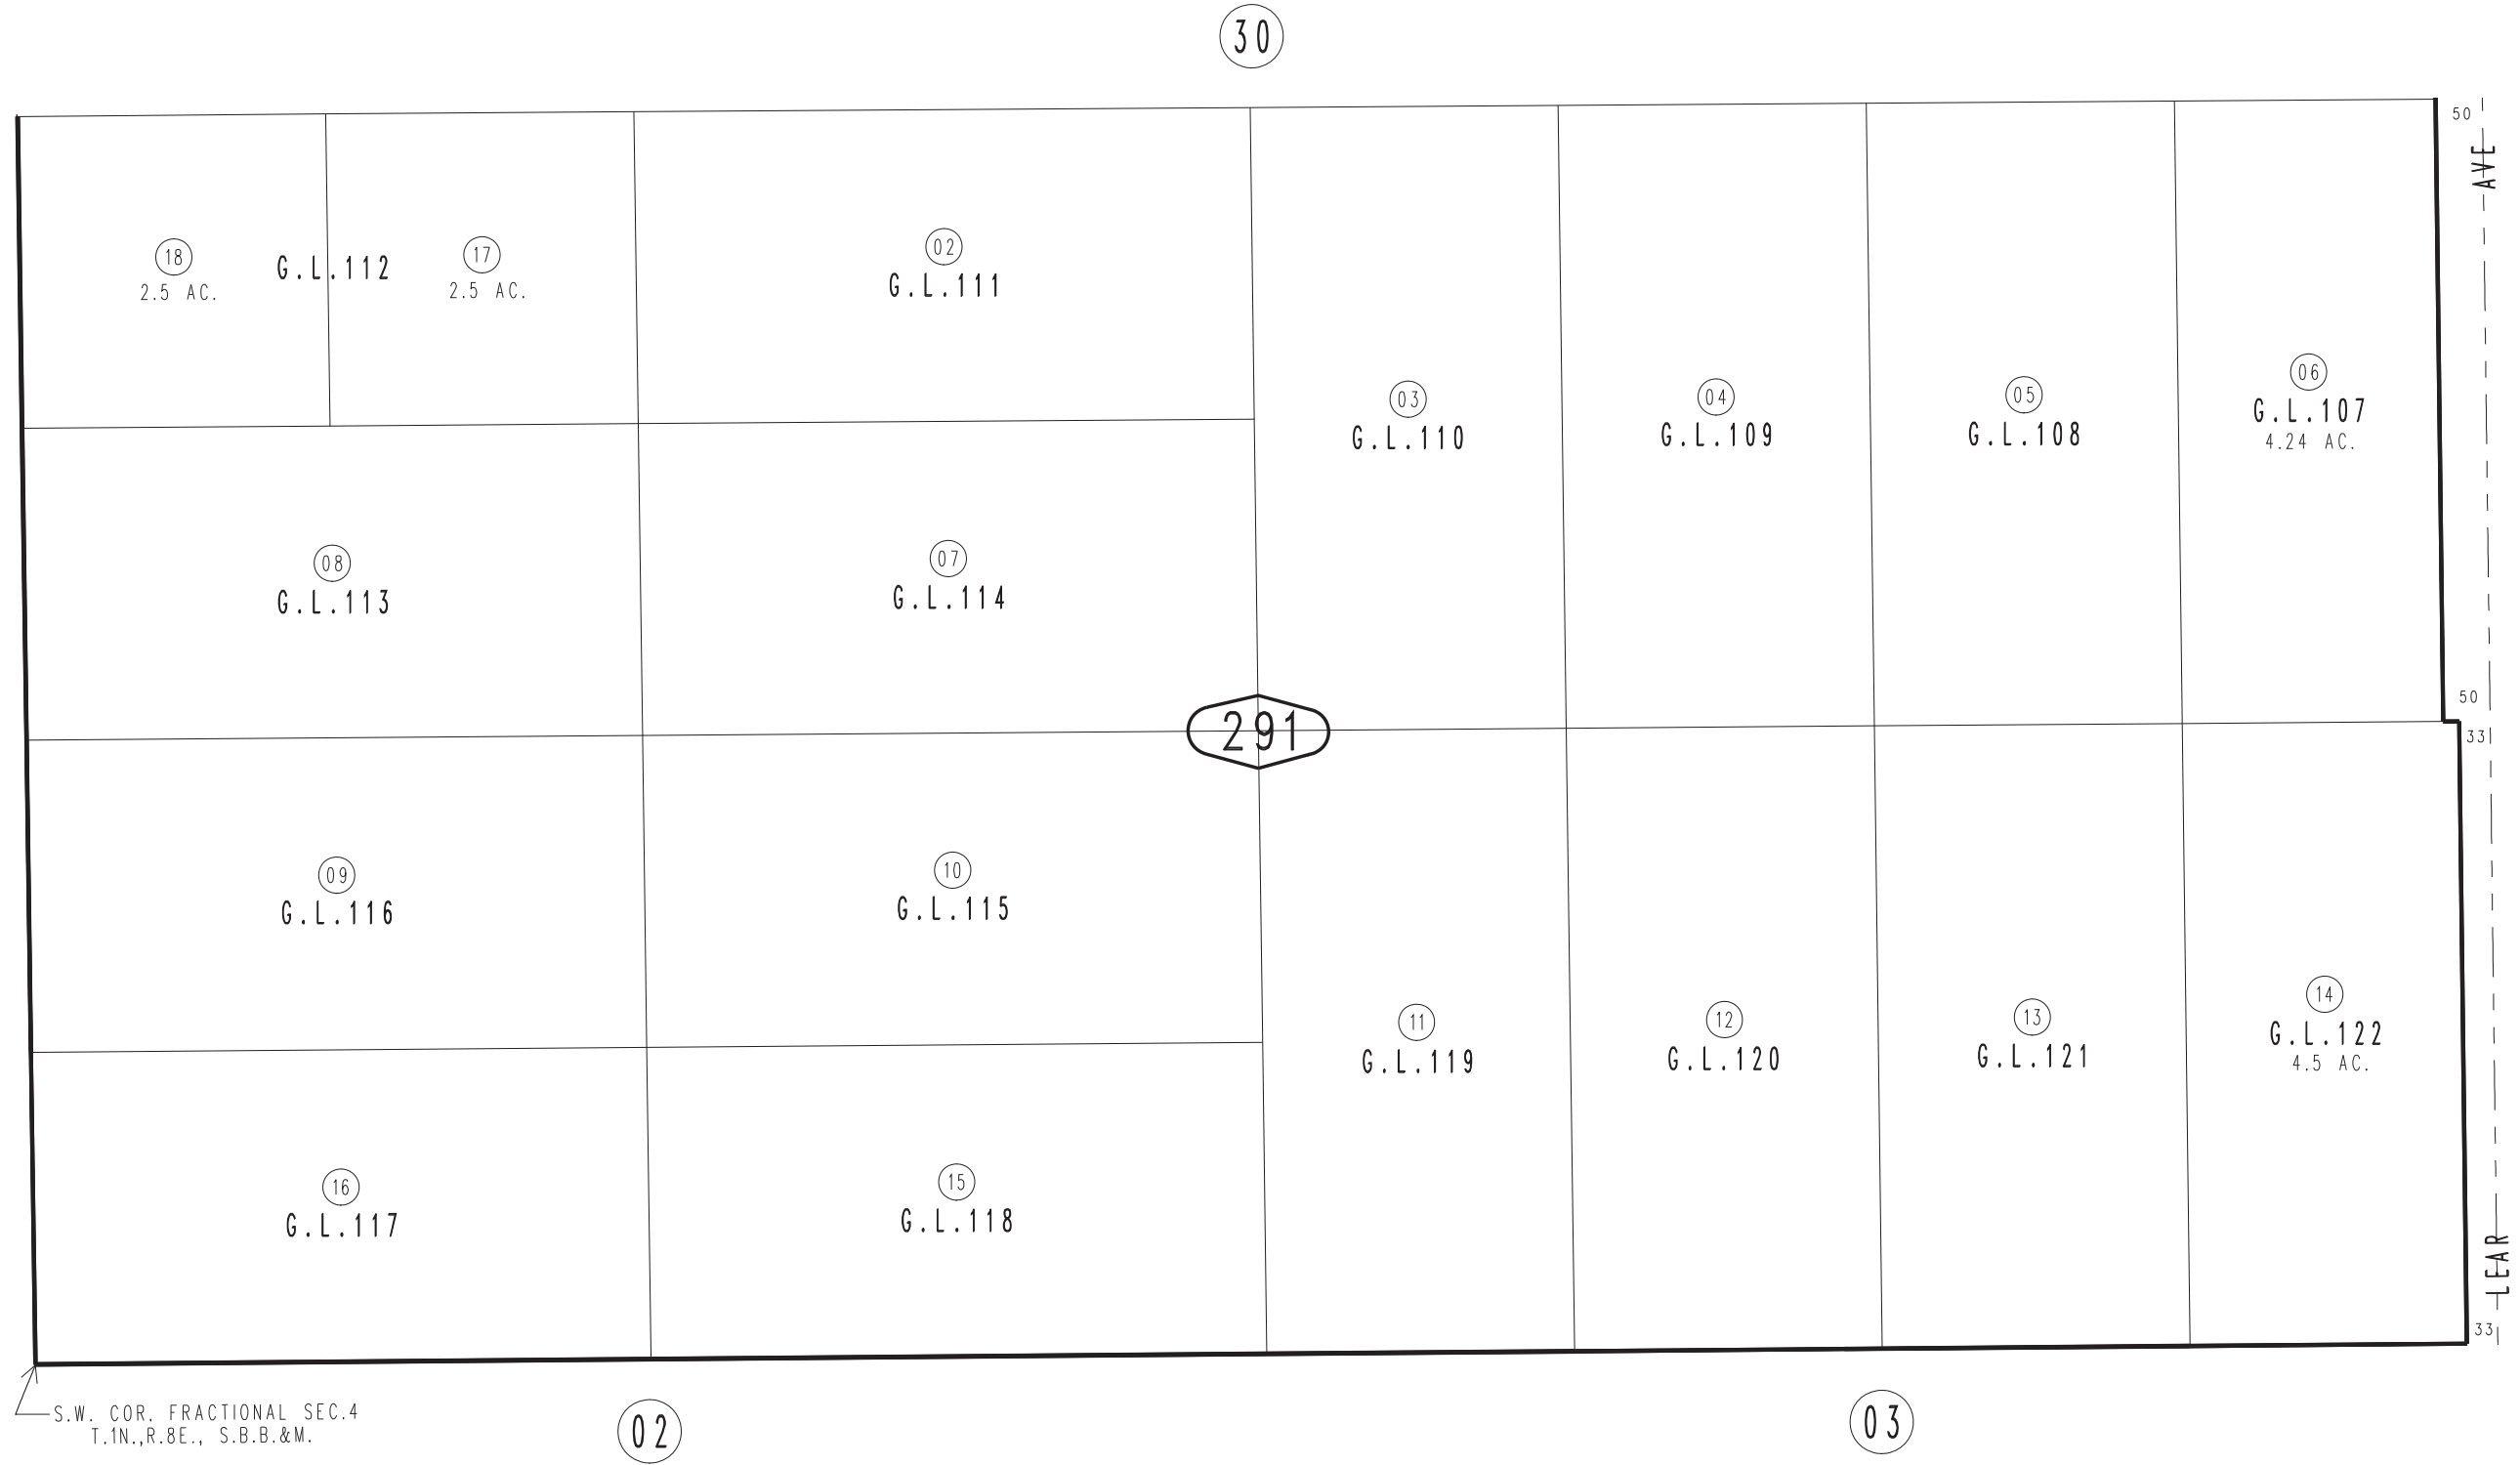 30
50
AVE
18
2.5 AC.
G.L.112
17
2.5 AC.
02
G.L.111
03
G.L.110
04
G.L.109
05
G.L.108
06
G.L.107
4.24 AC.
08
G.L.113
07
G.L.114
50
291
33
09
G.L.116
10
G.L.115
11
G.L.119
12
G.L.120
13
G.L.121
14
G.L.122
4.5 AC.
16
G.L.117
15
G.L.118
LEAR
33
S.W. COR. FRACTIONAL SEC.4
T.1N.,R.8E., S.B.B.&M.
02
03